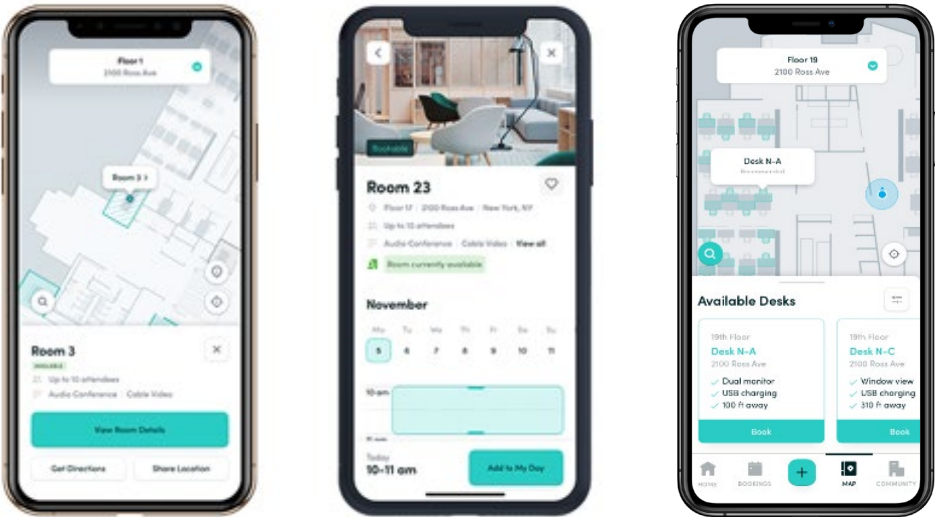 Floor 1
2100 Ross Ave
Room 3 >
Room 3
AVAILABLE
Up to 10 attendees
Audio Conference | Cable Video
View Room Details
Get Directions
Share Location
Bookable
Room 23
Floor 17 | 2100 Ross Ave | New York, NY
Up to 10 attendees
Audio Conference | Cable Video | View all
Room currently available
November
Mo Tu We Th Fr Sa Su
5 6 7 8 9 10 11
10 am
11 am
Today
10-11 am
Add to My Day
Floor 19
2100 Ross Ave
Desk N-A
Recommended
Available Desks
19th Floor
Desk N-A
2100 Ross Ave
Dual monitor
USB charging
100 ft away
Book
19th Floor
Desk N-C
2100 Ross Ave
Window view
USB charging
310 ft away
Book
HOME
BOOKINGS
+
MAP
COMMUNITY